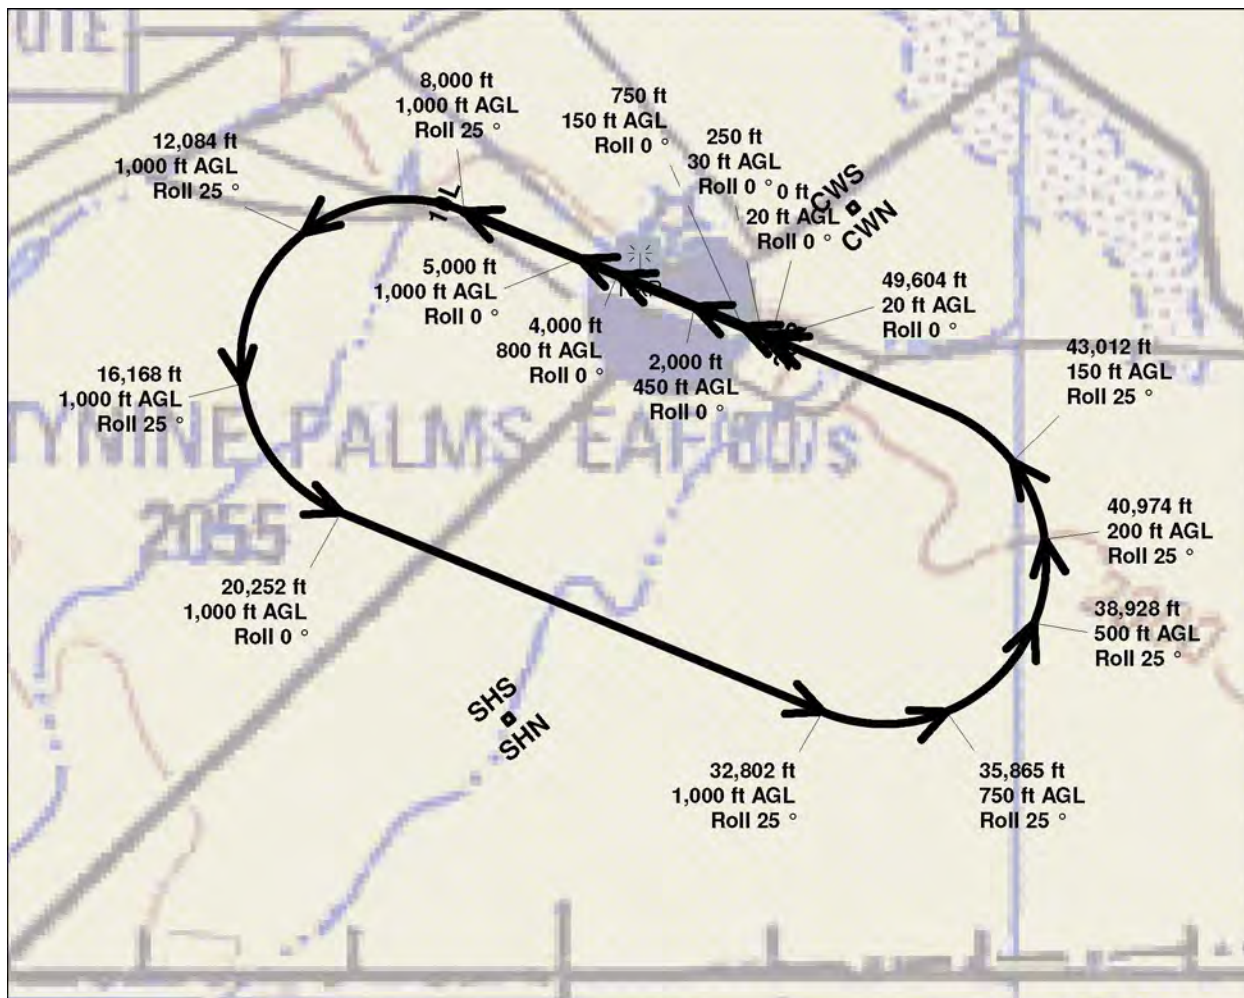 OTE
8,000 ft
1,000 ft AGL
Roll 25 °
750 ft
150 ft AGL
Roll 0 °
250 ft
30 ft AGL
Roll 0 °
0 ft
20 ft AGL
Roll 0 °
12,084 ft
1,000 ft AGL
Roll 25 °
CWS
CWN
5,000 ft
1,000 ft AGL
Roll 0 °
49,604 ft
20 ft AGL
Roll 0 °
4,000 ft
800 ft AGL
Roll 0 °
2,000 ft
450 ft AGL
Roll 0 °
43,012 ft
150 ft AGL
Roll 25 °
16,168 ft
1,000 ft AGL
Roll 25 °
TYNINE PALMS EAF
2055
40,974 ft
200 ft AGL
Roll 25 °
20,252 ft
1,000 ft AGL
Roll 0 °
38,928 ft
500 ft AGL
Roll 25 °
SHS
SHN
32,802 ft
1,000 ft AGL
Roll 25 °
35,865 ft
750 ft AGL
Roll 25 °